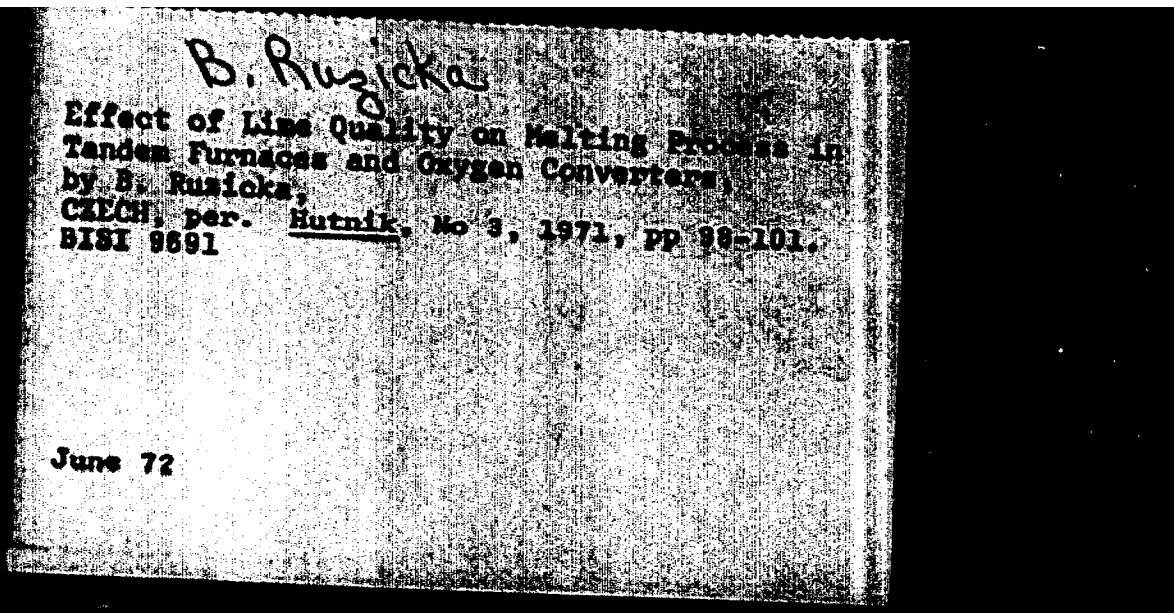 B. Ruzicka
Effect of Lime Quality on Melting Process in
Tandem Furnaces and Oxygen Converters,
by B. Ruzicka,
CZECH, per. Hutnik, No 3, 1971, pp 98-101.
BISI 9691
June 72